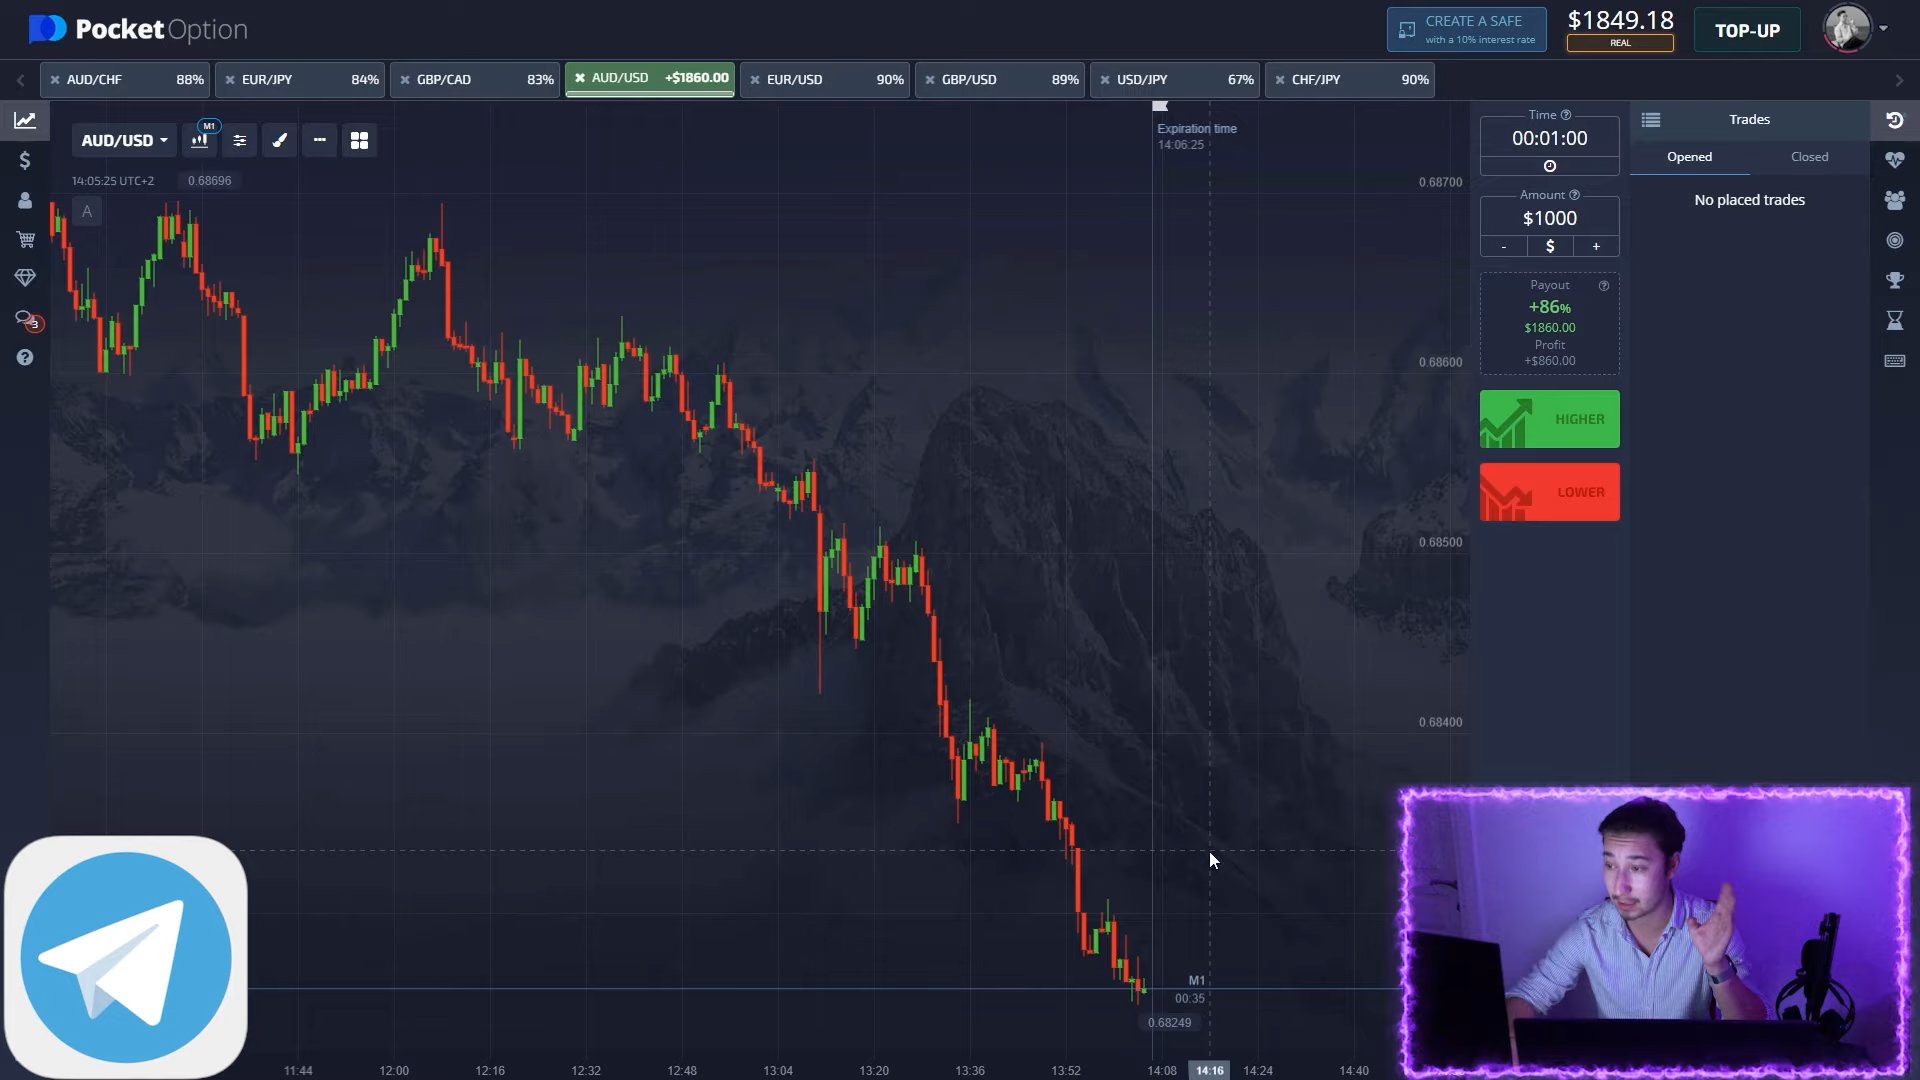 PocketOption
CREATE A SAFE
with a 10% interest rate
$1849.18
REAL
TOP-UP
AUD/CHF 88%
EUR/JPY 84%
GBP/CAD 83%
AUD/USD +$1860.00
EUR/USD 90%
GBP/USD 89%
USD/JPY 67%
CHF/JPY 90%
AUD/USD
M1
14:05:25 UTC+2
0.68696
A
Expiration time
14:06:25
0.68700
0.68600
0.68500
0.68400
Time
00:01:00
Amount
$1000
- $ +
Payout
+86%
$1860.00
Profit
+$860.00
HIGHER
LOWER
Trades
Opened Closed
No placed trades
3
M1
00:35
0.68249
11:44 12:00 12:16 12:32 12:48 13:04 13:20 13:36 13:52 14:08 14:16 14:24 14:40